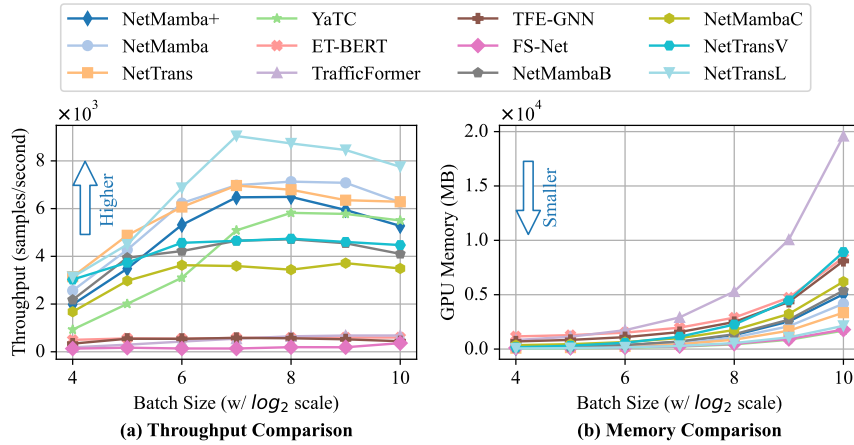 NetMamba+ YaTC TFE-GNN NetMambaC
NetMamba ET-BERT FS-Net NetTransV
NetTrans TrafficFormer NetMambaB NetTransL
×10³
Throughput (samples/second)
Higher
8
6
4
2
0
4 6 8 10
Batch Size (w/ log₂ scale)
(a) Throughput Comparison
×10⁴
GPU Memory (MB)
Smaller
2.0
1.5
1.0
0.5
0.0
4 6 8 10
Batch Size (w/ log₂ scale)
(b) Memory Comparison